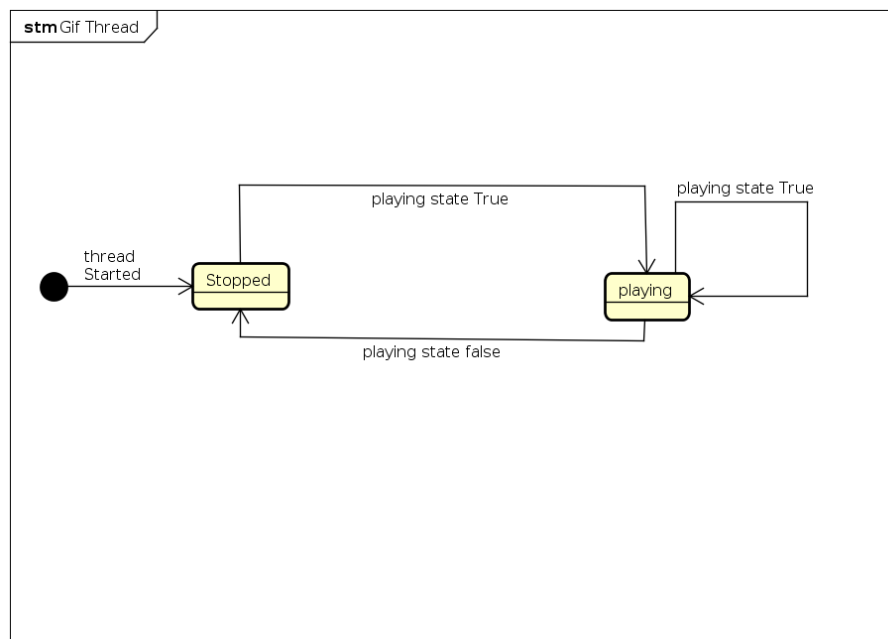 stm Gif Thread
playing state True
playing state True
thread
Started
Stopped
playing
playing state false